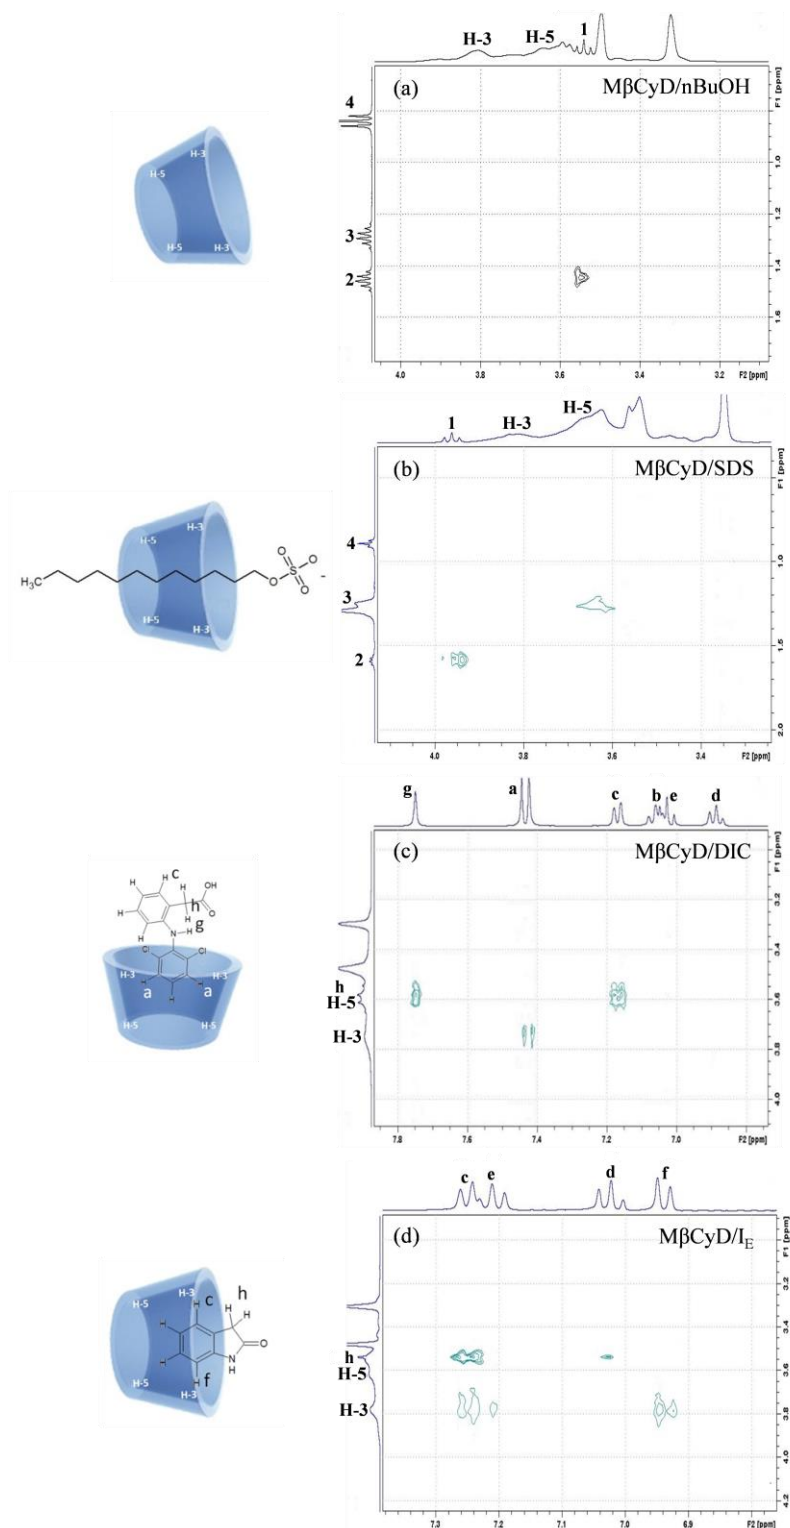 H-3 H-5 1
(a) MβCyD/nBuOH
4
3
2
F1 [ppm]
1.0
1.2
1.4
1.6
4.0 3.8 3.6 3.4 3.2 F2 [ppm]
H-3
H-5
H-5 H-3
1 H-3 H-5
(b) MβCyD/SDS
4
3
2
F1 [ppm]
1.0
1.5
2.0
4.0 3.8 3.6 3.4 F2 [ppm]
H-3
H-5
H₃C O S O O O -
H-5
H-3
g a c b e d
(c) MβCyD/DIC
h
H-5
H-3
F1 [ppm]
3.2
3.4
3.6
3.8
4.0
7.8 7.6 7.4 7.2 7.0 F2 [ppm]
H c H OH
H h O
H H g
H N H
Cl Cl
H-3 H H H-3
a H a
H-5 H-5
c e d f
(d) MβCyD/I_E
h
H-5
H-3
F1 [ppm]
3.2
3.4
3.6
3.8
4.0
4.2
7.3 7.2 7.1 7.0 6.9 F2 [ppm]
H-3 H c H h
H-5 H
H O
H NH
H-5 H f
H-3